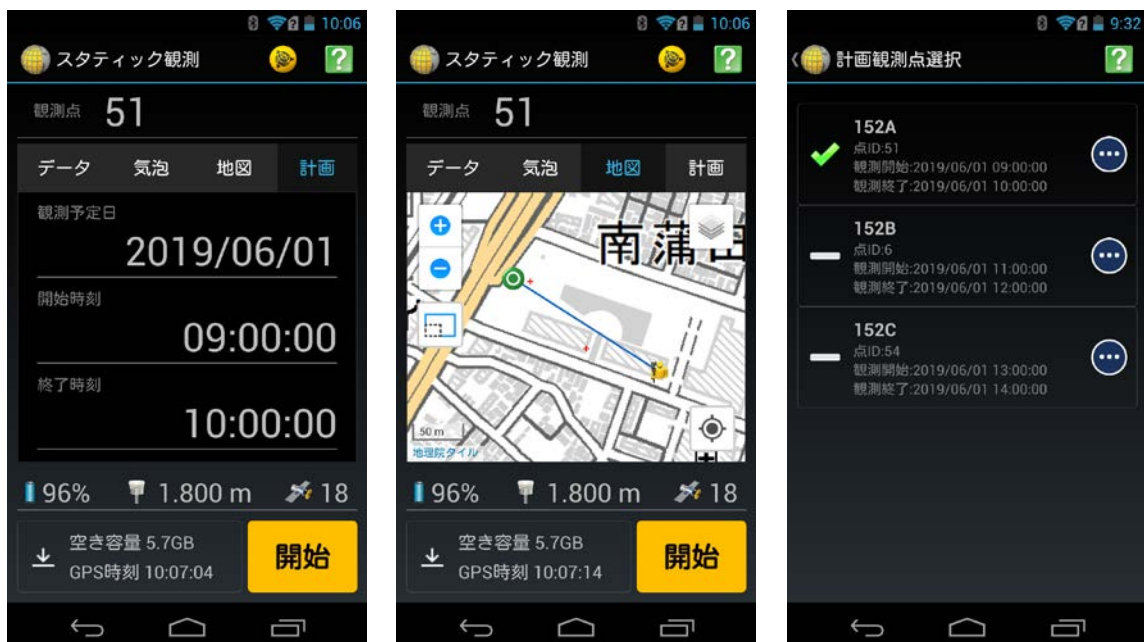 10:06
スタティック観測
観測点 51
データ 気泡 地図 計画
観測予定日
2019/06/01
開始時刻
09:00:00
終了時刻
10:00:00
96% 1.800 m 18
空き容量 5.7GB
GPS時刻 10:07:04
開始
10:06
スタティック観測
観測点 51
データ 気泡 地図 計画
南蒲田
50 m
地理院タイル
96% 1.800 m 18
空き容量 5.7GB
GPS時刻 10:07:14
開始
9:32
計画観測点選択
152A
点ID:51
観測開始:2019/06/01 09:00:00
観測終了:2019/06/01 10:00:00
152B
点ID:6
観測開始:2019/06/01 11:00:00
観測終了:2019/06/01 12:00:00
152C
点ID:54
観測開始:2019/06/01 13:00:00
観測終了:2019/06/01 14:00:00